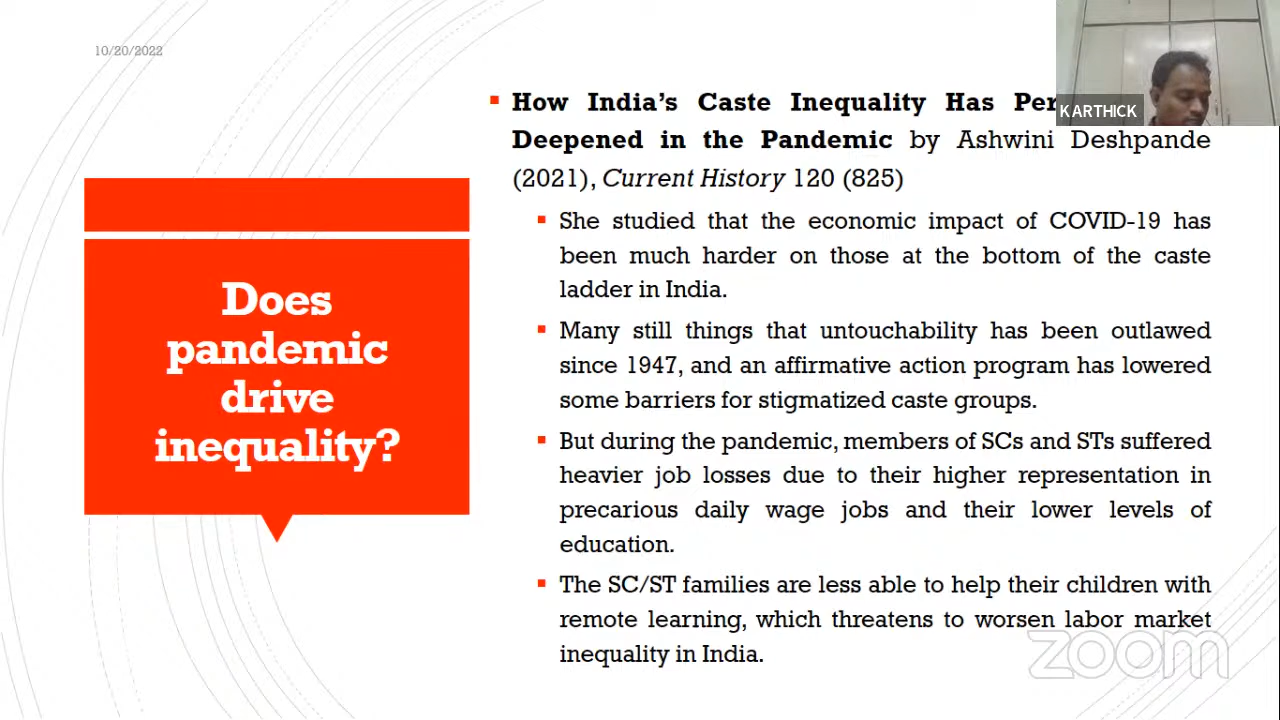 10/20/2022
KARTHICK
Does
pandemic
drive
inequality?
How India's Caste Inequality Has
Deepened in the Pandemic by Ashwini Deshpande
(2021), Current History 120 (825)
She studied that the economic impact of COVID-19 has
been much harder on those at the bottom of the caste
ladder in India.
Many still things that untouchability has been outlawed
since 1947, and an affirmative action program has lowered
some barriers for stigmatized caste groups.
But during the pandemic, members of SCs and STs suffered
heavier job losses due to their higher representation in
precarious daily wage jobs and their lower levels of
education.
The SC/ST families are less able to help their children with
remote learning, which threatens to worsen labor market
inequality in India.
zoom